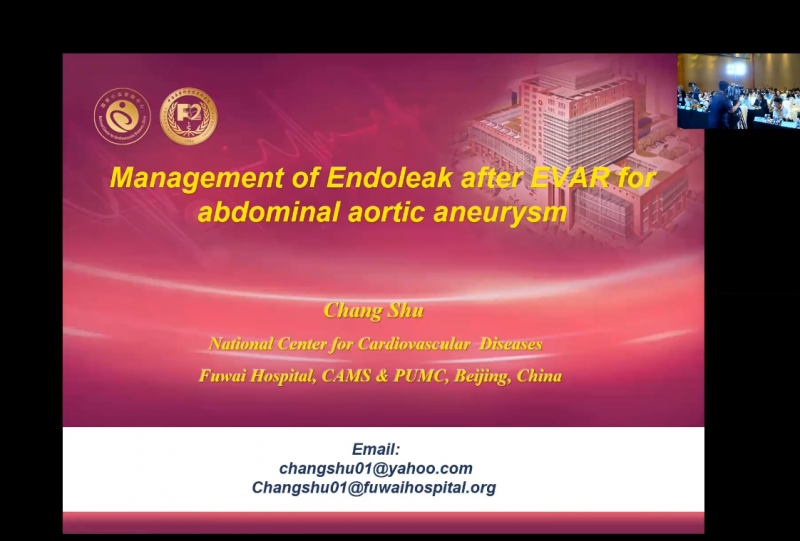 Management of Endoleak after EVAR for
abdominal aortic aneurysm
Chang Shu
National Center for Cardiovascular Diseases
Fuwai Hospital, CAMS & PUMC, Beijing, China
Email:
changshu01@yahoo.com
Changshu01@fuwaihospital.org